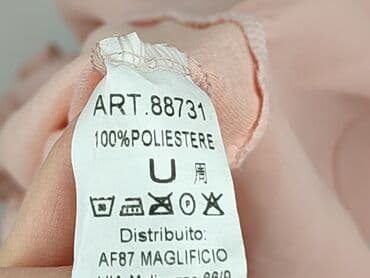 ART.88731
100%POLIESTERE
U 周
Distribuito:
AF87 MAGLIFICIO